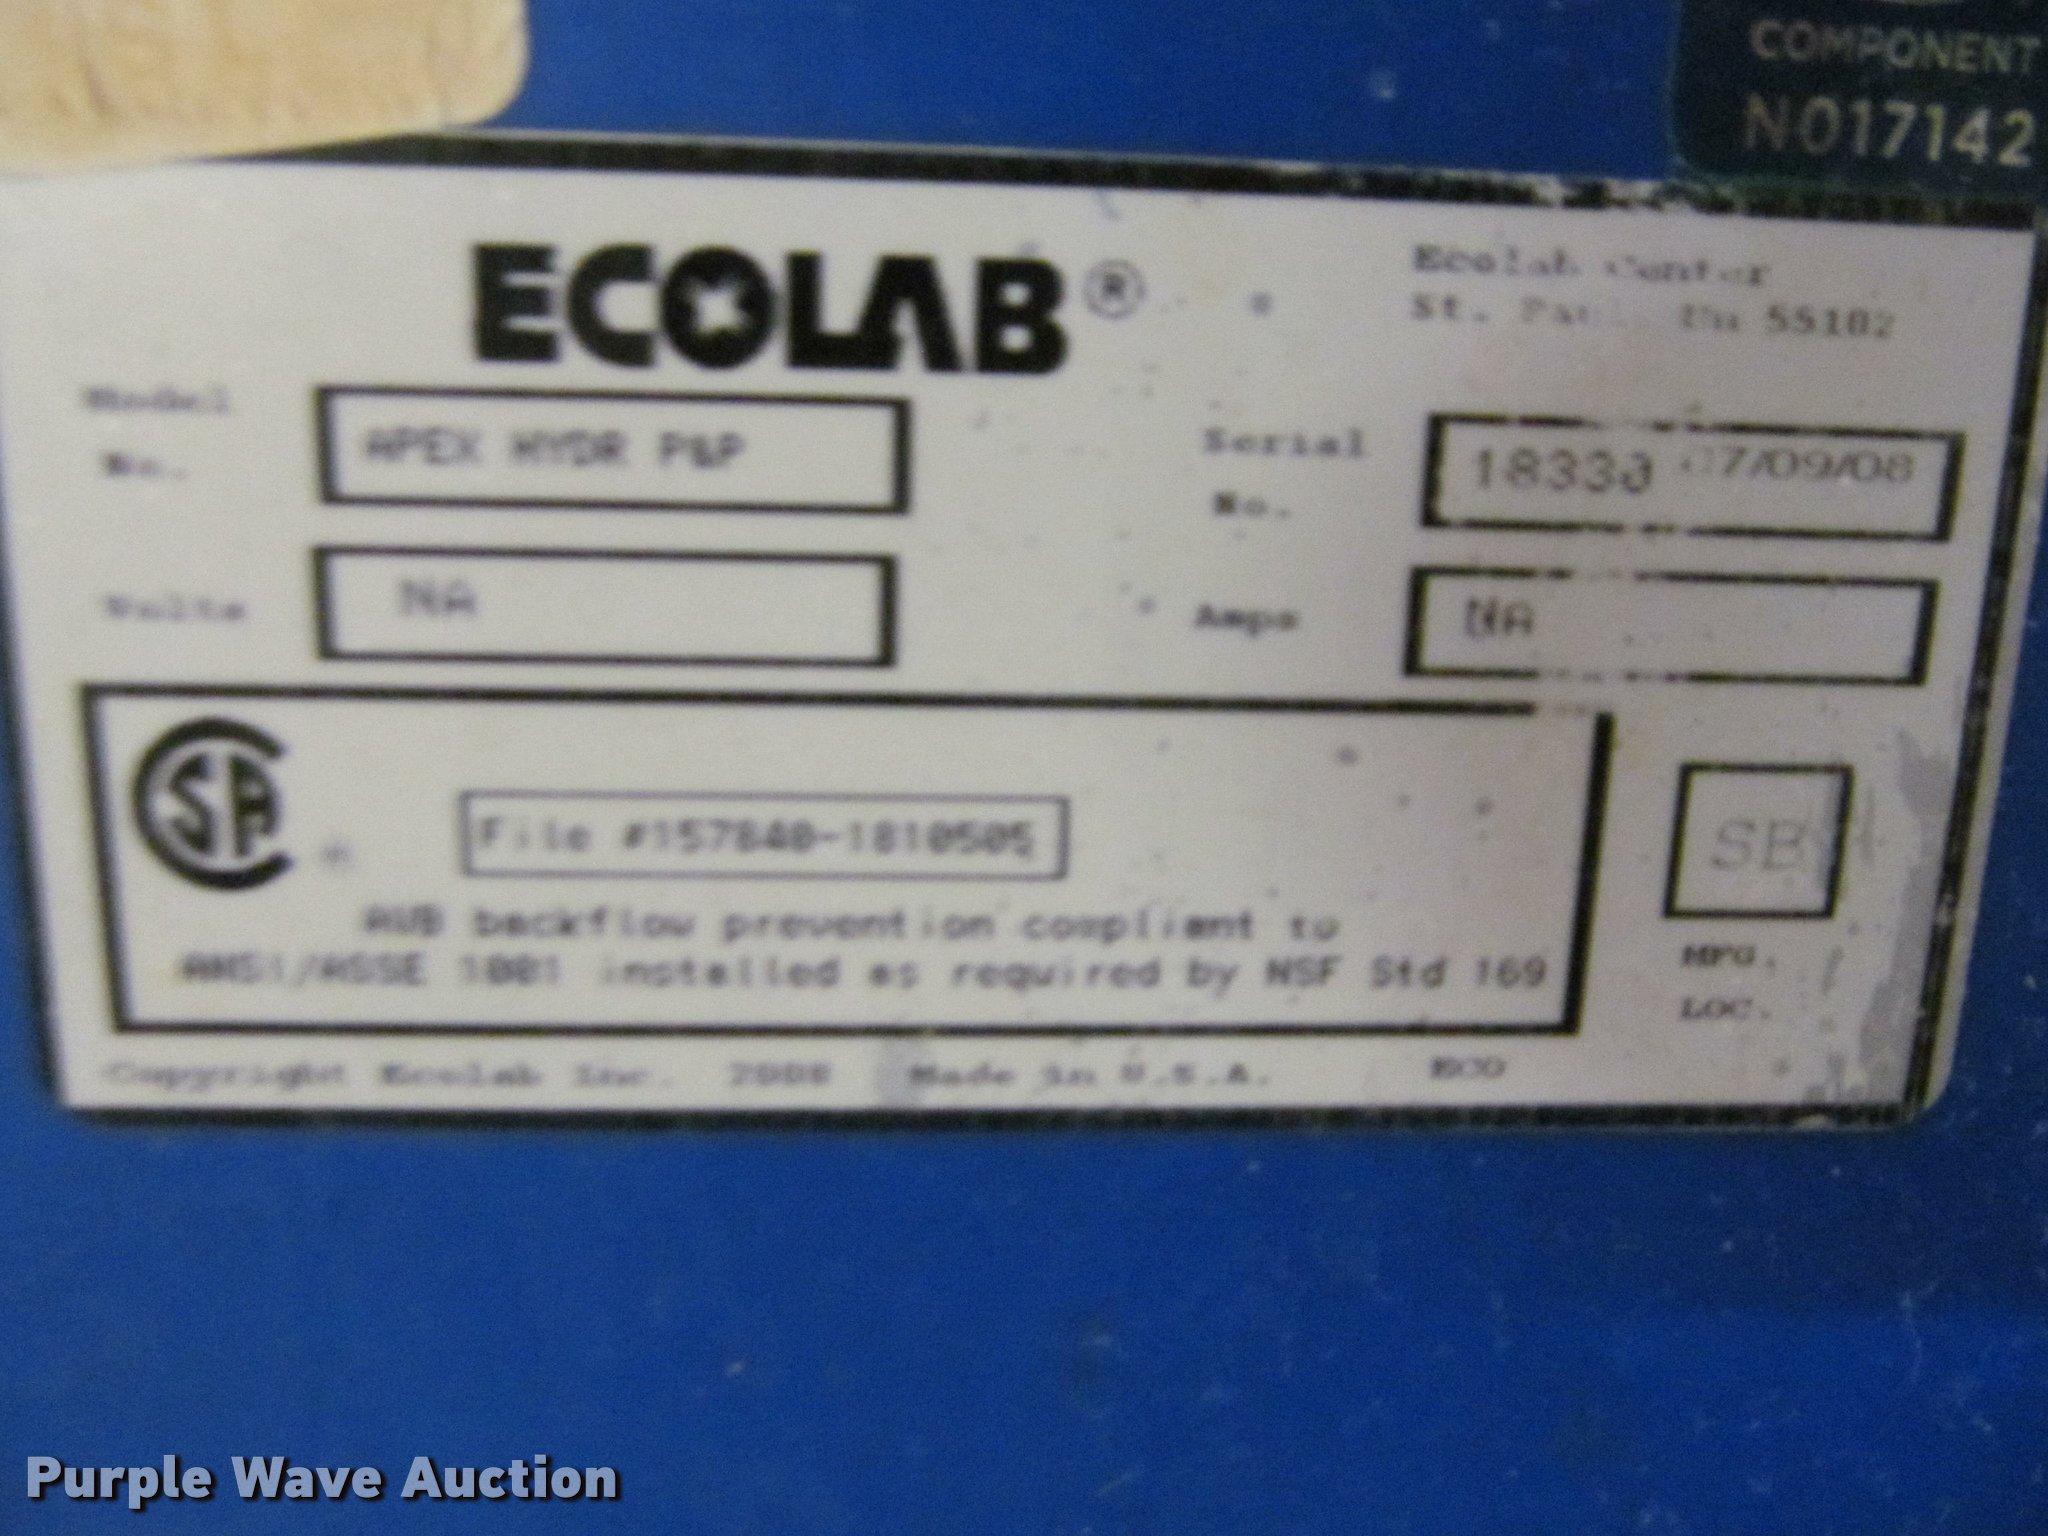 COMPONENT
N017142
ECOLAB®
Ecolab Center
St. Paul, Mn 55102
Model No.
APEX HYDR P&P
Serial No.
18330 07/09/08
Volts
NA
Amps
NA
SA
File #157840-1810505
AVB backflow prevention compliant to
ANSI/ASSE 1001 installed as required by NSF Std 169
SB
MFG.
LOC.
Copyright Ecolab Inc. 2008 Made in U.S.A.
Purple Wave Auction